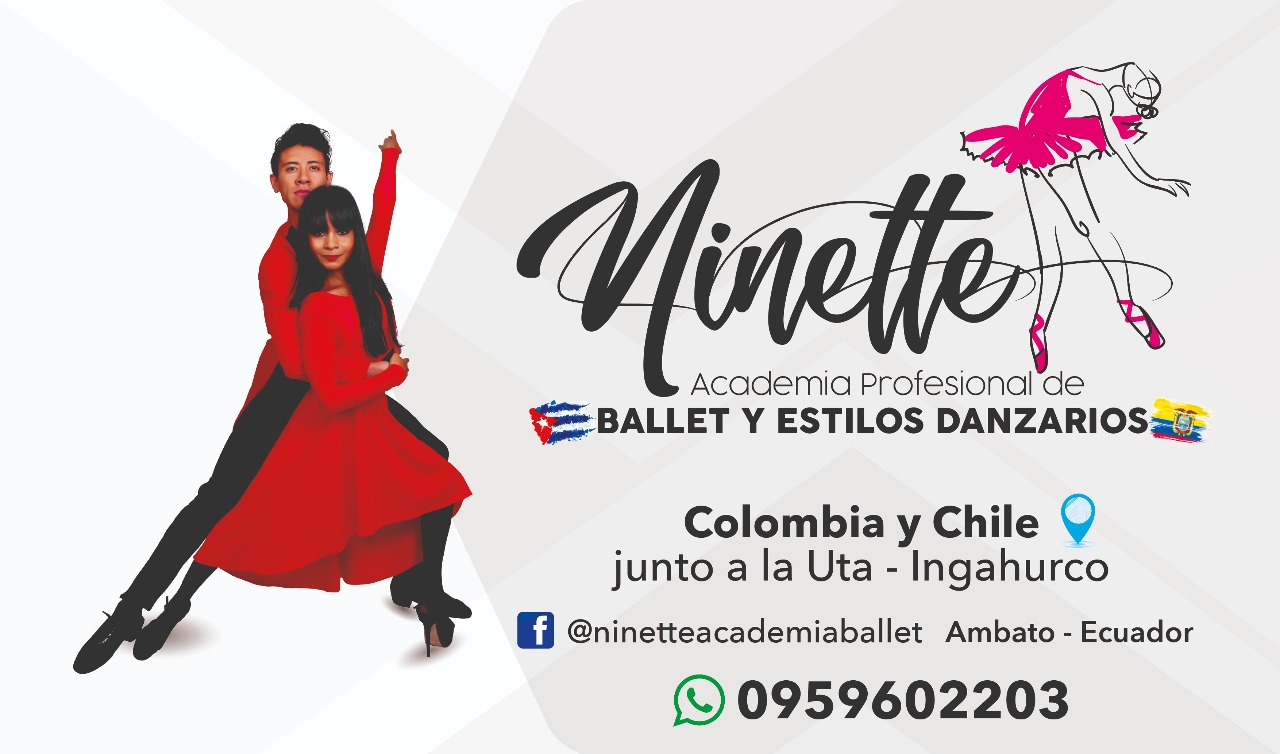 Ninette
Academia Profesional de
BALLET Y ESTILOS DANZARIOS
Colombia y Chile
junto a la Uta - Ingahurco
f @ninetteacademiaballet Ambato - Ecuador
0959602203